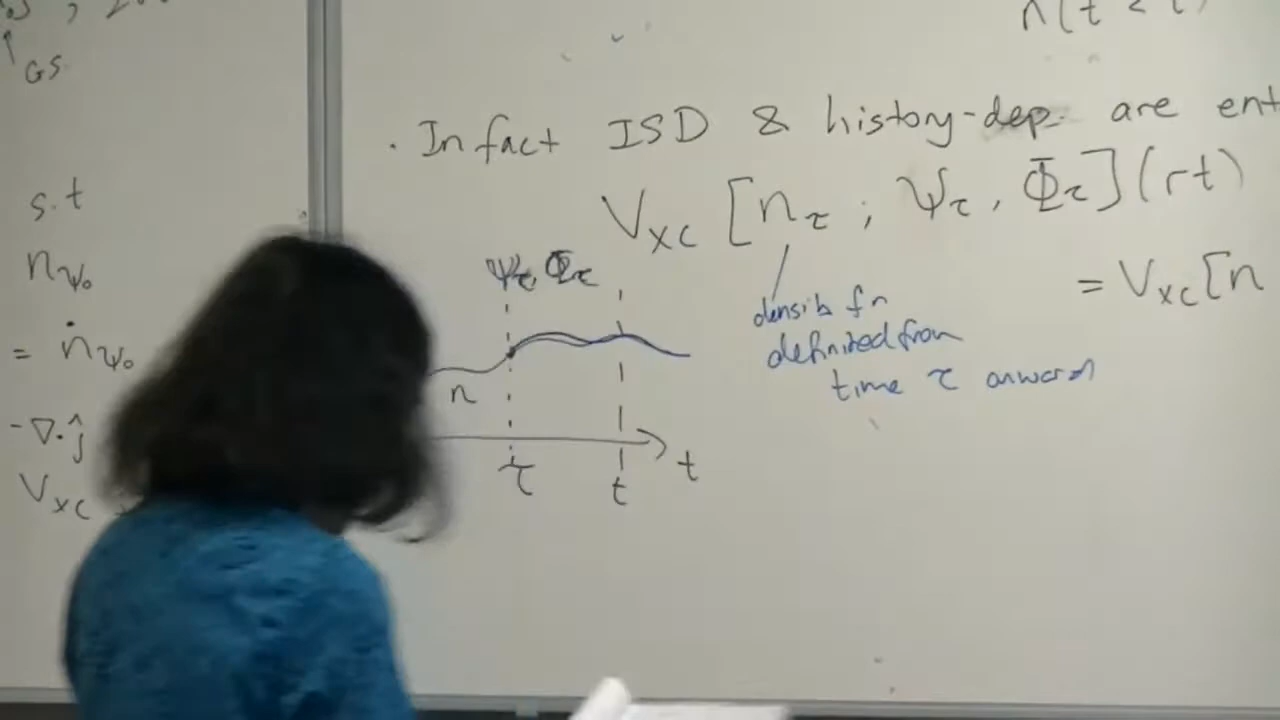 GS
s.t
n_ψ₀
= ṅ_ψ₀
-∇·ĵ
V_xc
n(t
· In fact ISD & history-dep. are ent
V_xc [n_τ ; Ψ_τ, Φ_τ](rt)
= V_xc[n
Ψ_τ, Φ_τ
n
τ
t
t
density fn
definited from
time τ onward